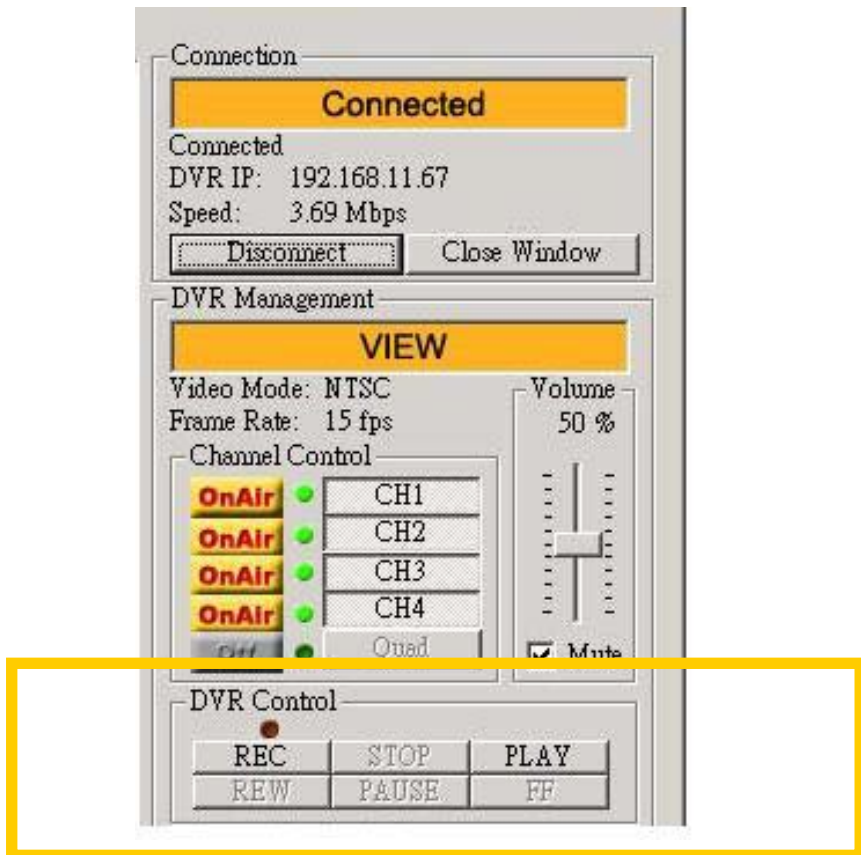 Connection
Connected
Connected
DVR IP: 192.168.11.67
Speed: 3.69 Mbps
Disconnect Close Window
DVR Management
VIEW
Video Mode: NTSC
Frame Rate: 15 fps
Volume
50 %
Channel Control
OnAir CH1
OnAir CH2
OnAir CH3
OnAir CH4
Off Quad
Mute
DVR Control
REC STOP PLAY
REW PAUSE FF